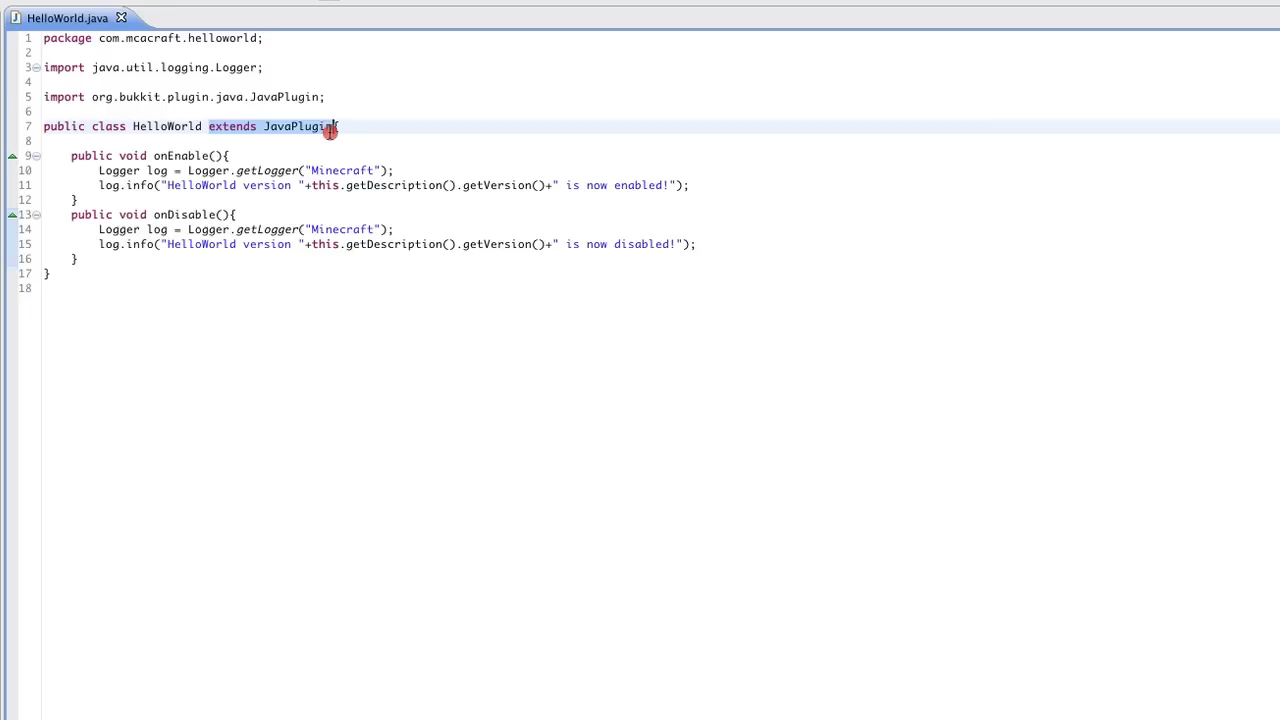 HelloWorld.java
1 package com.mcacraft.helloworld;
2
3 import java.util.logging.Logger;
4
5 import org.bukkit.plugin.java.JavaPlugin;
6
7 public class HelloWorld extends JavaPlugin{
8
9 public void onEnable(){
10 Logger log = Logger.getLogger("Minecraft");
11 log.info("HelloWorld version "+this.getDescription().getVersion()+" is now enabled!");
12 }
13 public void onDisable(){
14 Logger log = Logger.getLogger("Minecraft");
15 log.info("HelloWorld version "+this.getDescription().getVersion()+" is now disabled!");
16 }
17 }
18